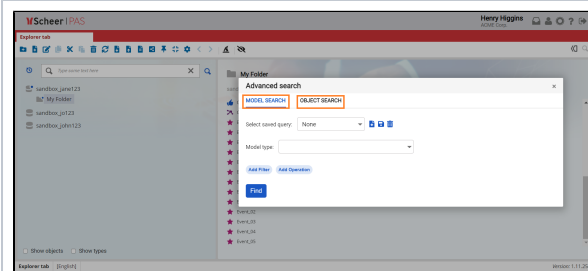 Scheer PAS
Henry Higgins
ACME Corp.
Explorer tab
Type some text here
My Folder
sandbox_jane123
My Folder
sandbox_jo123
sandbox_john123
Advanced search
MODEL SEARCH OBJECT SEARCH
Select saved query: None
Model type:
Add Filter Add Operation
Find
Event_02
Event_03
Event_04
Event_05
Show objects Show types
Explorer tab [English] Version: 1.11.25